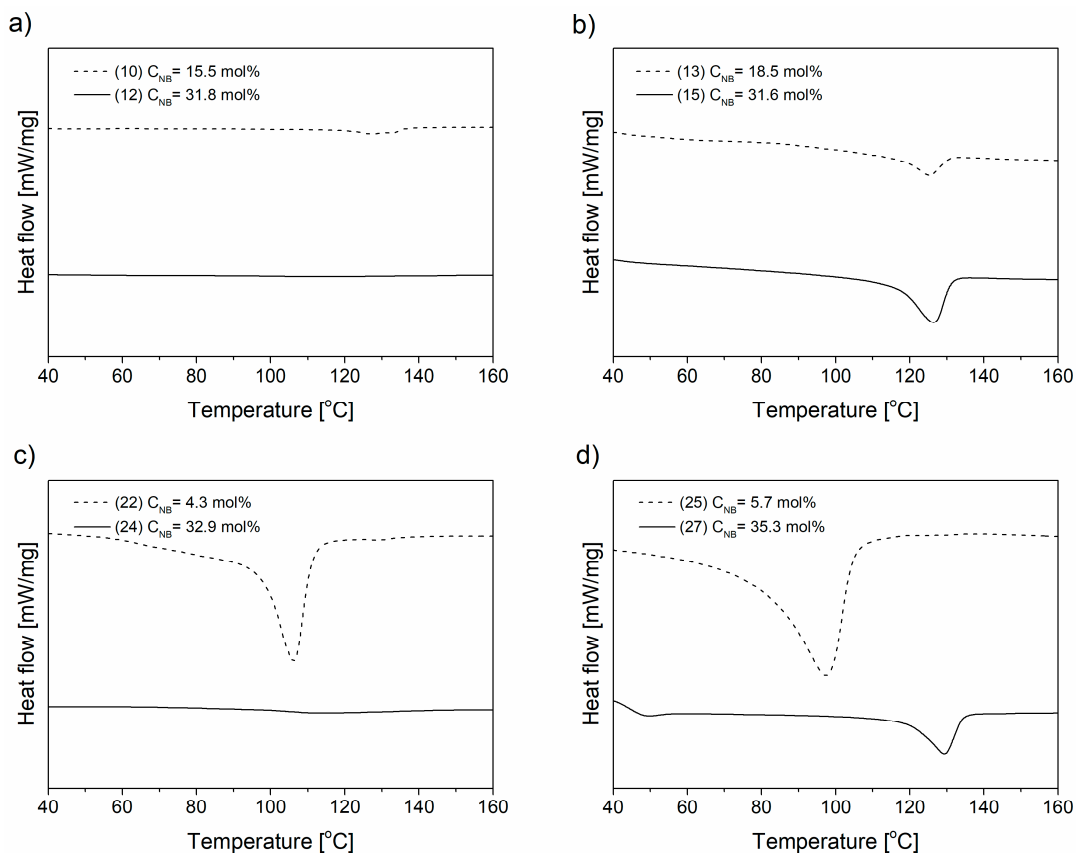 a)
(10) C_NB = 15.5 mol%
(12) C_NB = 31.8 mol%
Heat flow [mW/mg]
40 60 80 100 120 140 160
Temperature [°C]
b)
(13) C_NB = 18.5 mol%
(15) C_NB = 31.6 mol%
Heat flow [mW/mg]
40 60 80 100 120 140 160
Temperature [°C]
c)
(22) C_NB = 4.3 mol%
(24) C_NB = 32.9 mol%
Heat flow [mW/mg]
40 60 80 100 120 140 160
Temperature [°C]
d)
(25) C_NB = 5.7 mol%
(27) C_NB = 35.3 mol%
Heat flow [mW/mg]
40 60 80 100 120 140 160
Temperature [°C]